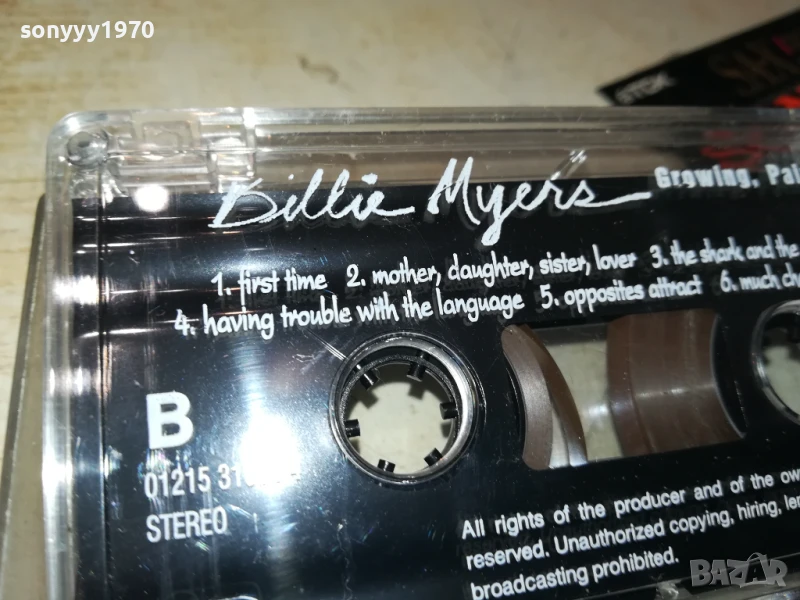 sonyyy1970
TDK
Billie Myers Growing, Pai
1. first time 2. mother, daughter, sister, lover 3. the shark and the
4. having trouble with the language 5. opposites attract 6. much ch
B
01215 31
STEREO
All rights of the producer and of the ow
reserved. Unauthorized copying, hiring, le
broadcasting prohibited.
BAZAR